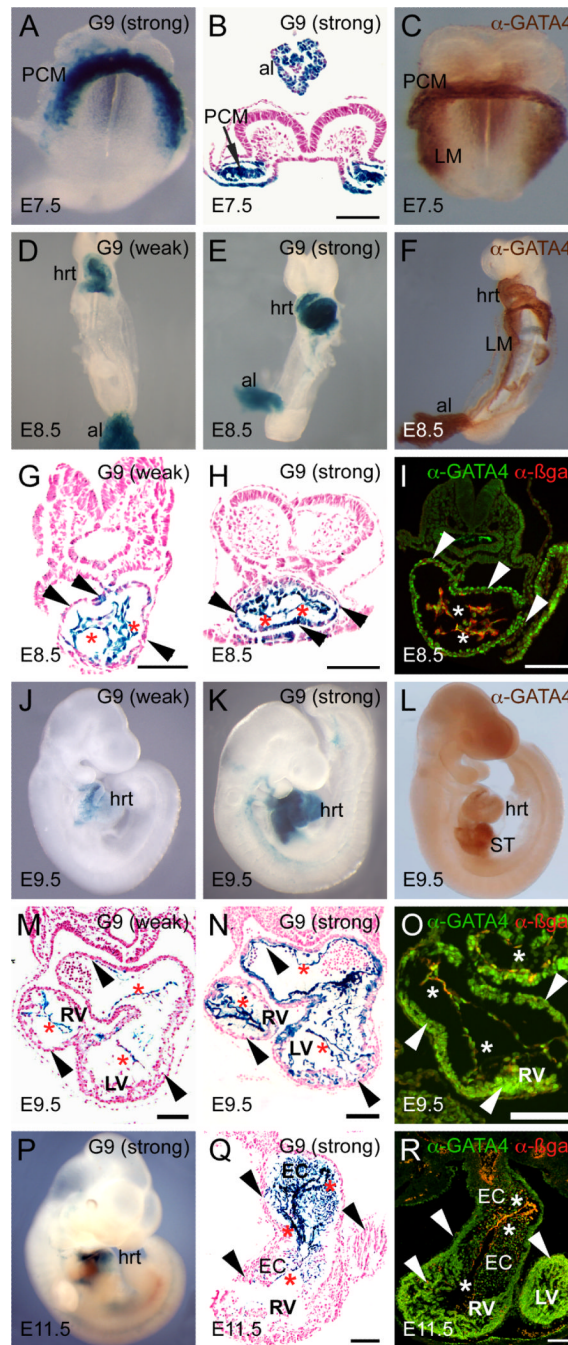 A G9 (strong)
PCM
E7.5
B G9 (strong)
al
PCM
E7.5
C α-GATA4
PCM
LM
E7.5
D G9 (weak)
hrt
al
E8.5
E G9 (strong)
hrt
al
E8.5
F α-GATA4
hrt
LM
al
E8.5
G G9 (weak)
* *
E8.5
H G9 (strong)
* *
E8.5
I α-GATA4 α-ßgal
*
*
E8.5
J G9 (weak)
hrt
E9.5
K G9 (strong)
hrt
E9.5
L α-GATA4
hrt
ST
E9.5
M G9 (weak)
*
RV
*
*
LV
E9.5
N G9 (strong)
*
*
RV
LV *
E9.5
O α-GATA4 α-ßgal
*
*
*
RV
E9.5
P G9 (strong)
hrt
E11.5
Q G9 (strong)
EC
*
EC
*
RV
E11.5
R α-GATA4 α-ßgal
EC
*
*
EC
*
RV
LV
E11.5